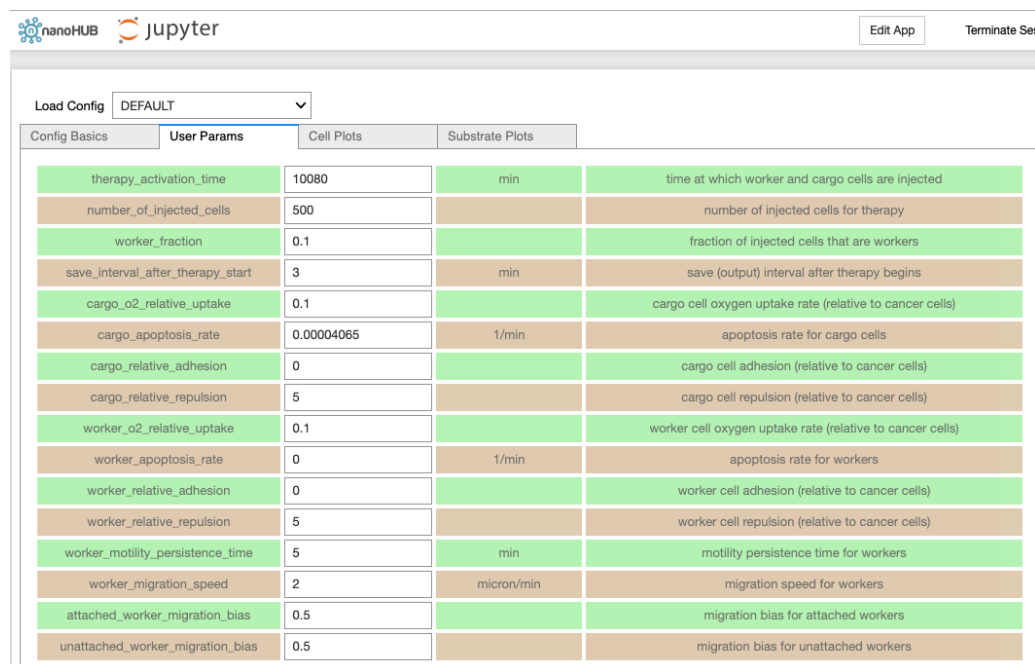 nanoHUB jupyter Edit App Terminate Ses
Load Config DEFAULT
Config Basics User Params Cell Plots Substrate Plots
therapy_activation_time 10080 min time at which worker and cargo cells are injected
number_of_injected_cells 500 number of injected cells for therapy
worker_fraction 0.1 fraction of injected cells that are workers
save_interval_after_therapy_start 3 min save (output) interval after therapy begins
cargo_o2_relative_uptake 0.1 cargo cell oxygen uptake rate (relative to cancer cells)
cargo_apoptosis_rate 0.00004065 1/min apoptosis rate for cargo cells
cargo_relative_adhesion 0 cargo cell adhesion (relative to cancer cells)
cargo_relative_repulsion 5 cargo cell repulsion (relative to cancer cells)
worker_o2_relative_uptake 0.1 worker cell oxygen uptake rate (relative to cancer cells)
worker_apoptosis_rate 0 1/min apoptosis rate for workers
worker_relative_adhesion 0 worker cell adhesion (relative to cancer cells)
worker_relative_repulsion 5 worker cell repulsion (relative to cancer cells)
worker_motility_persistence_time 5 min motility persistence time for workers
worker_migration_speed 2 micron/min migration speed for workers
attached_worker_migration_bias 0.5 migration bias for attached workers
unattached_worker_migration_bias 0.5 migration bias for unattached workers